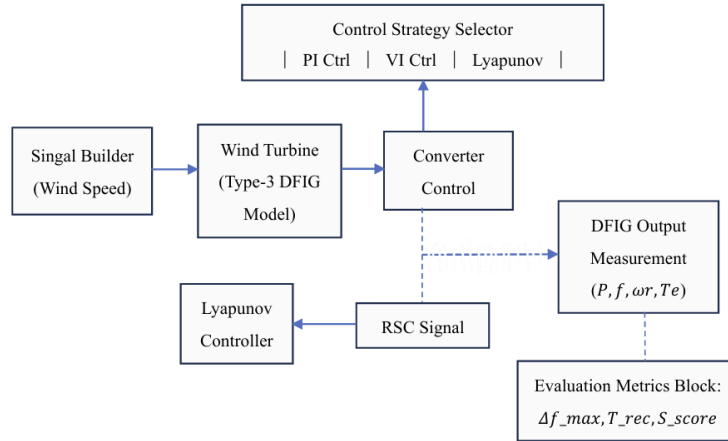 Control Strategy Selector
| PI Ctrl | VI Ctrl | Lyapunov |
Singal Builder
(Wind Speed)
Wind Turbine
(Type-3 DFIG
Model)
Converter
Control
DFIG Output
Measurement
(P, f, ωr, Te)
Lyapunov
Controller
RSC Signal
Evaluation Metrics Block:
Δf_max, T_rec, S_score